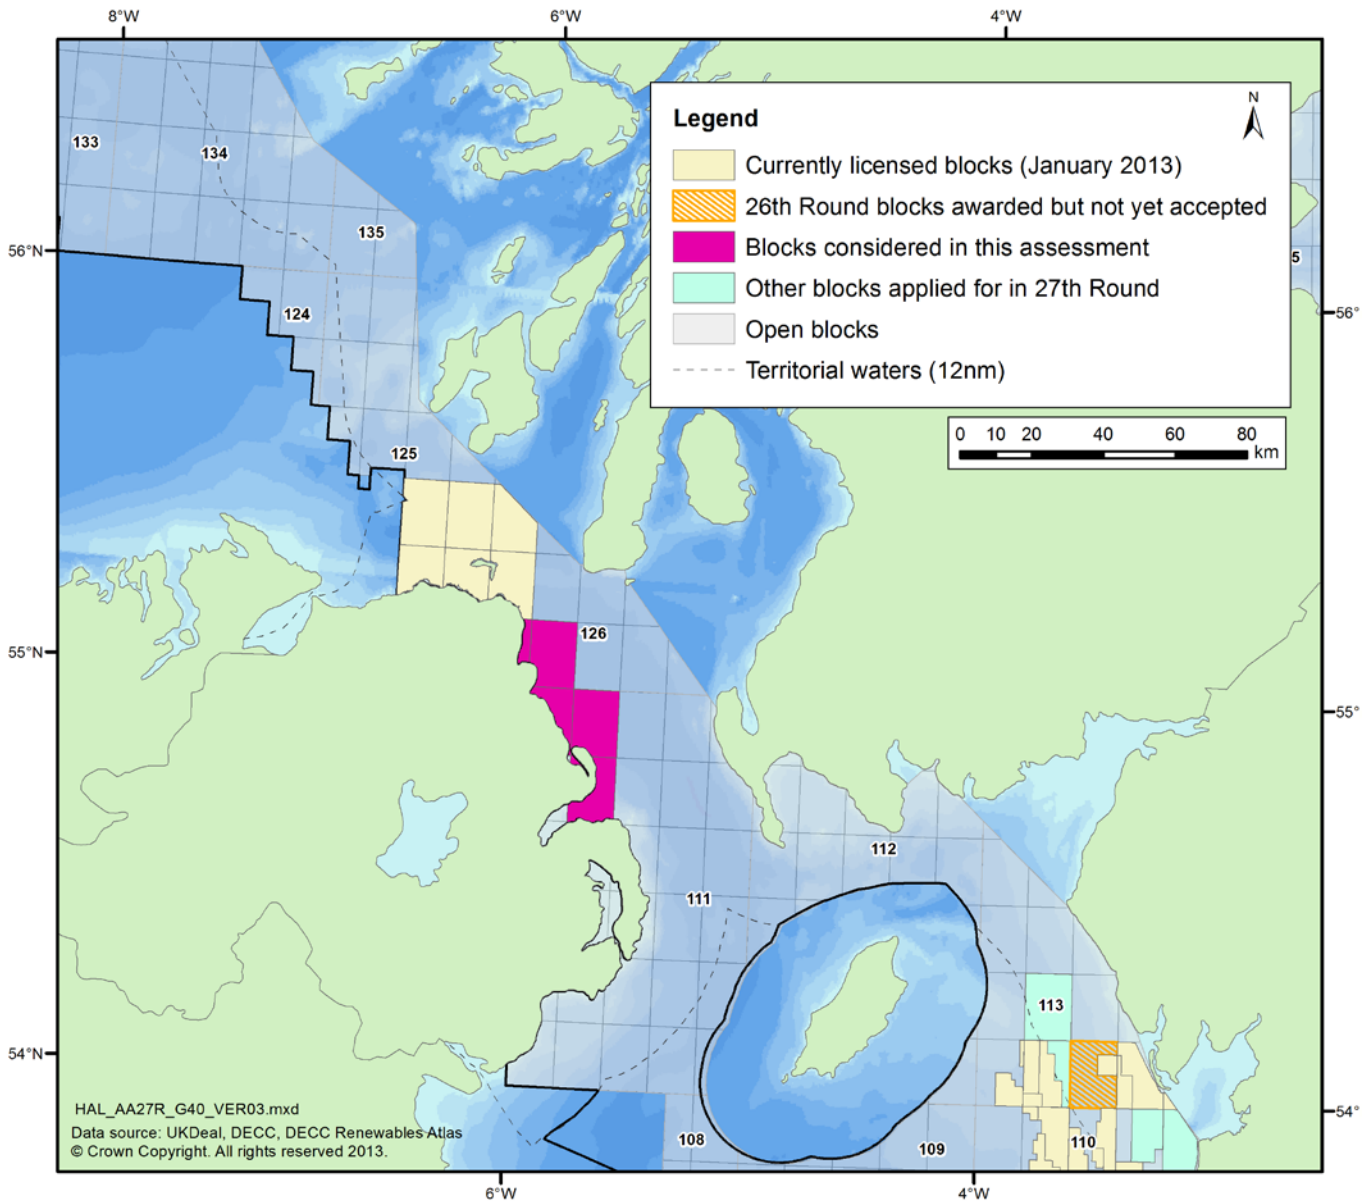 8°W 6°W 4°W
N
Legend
Currently licensed blocks (January 2013)
26th Round blocks awarded but not yet accepted
Blocks considered in this assessment
Other blocks applied for in 27th Round
Open blocks
Territorial waters (12nm)
133
134
135
56°N
5
124
56°
0 10 20 40 60 80
km
125
126
55°N
55°
112
111
113
54°N
54°
HAL_AA27R_G40_VER03.mxd
Data source: UKDeal, DECC, DECC Renewables Atlas
© Crown Copyright. All rights reserved 2013.
108
109
110
6°W 4°W